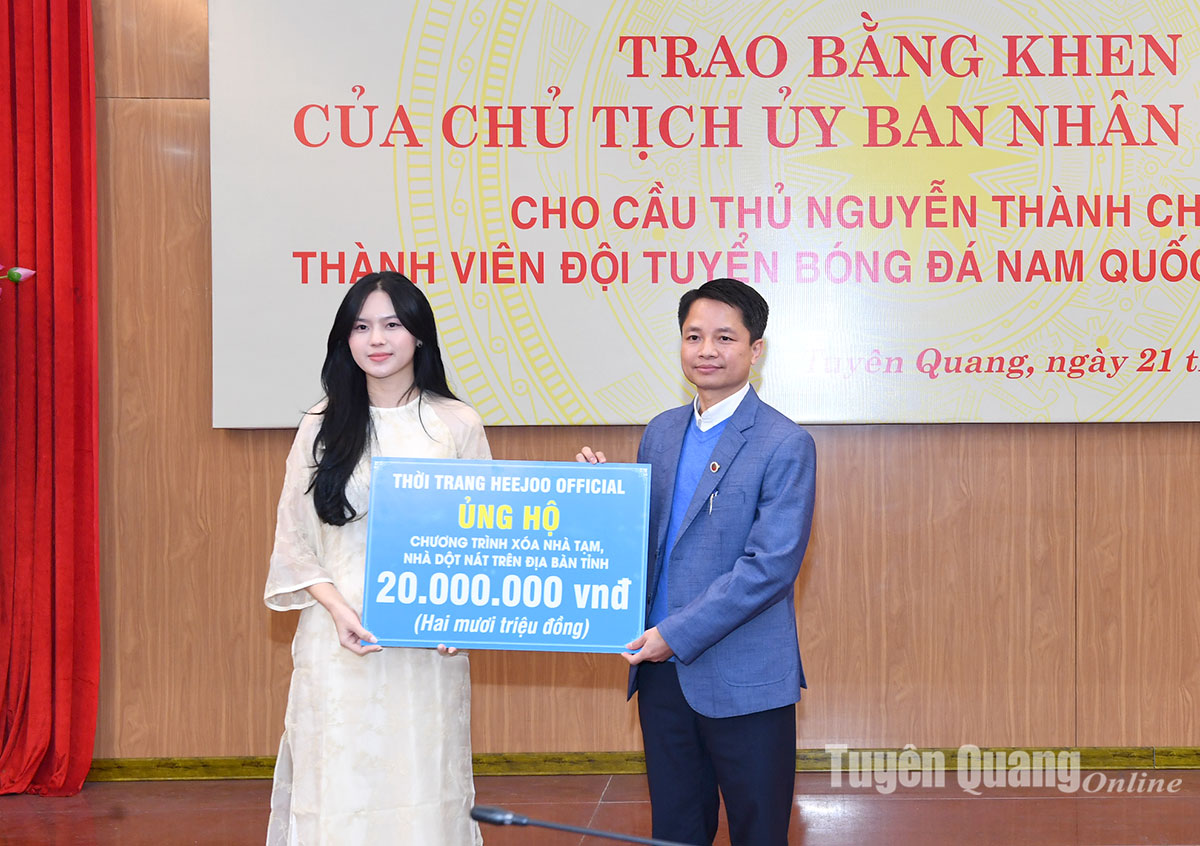 TRAO BẰNG KHEN
CỦA CHỦ TỊCH ỦY BAN NHÂN
CHO CẦU THỦ NGUYỄN THÀNH CH
THÀNH VIÊN ĐỘI TUYỂN BÓNG ĐÁ NAM QUỐC
Tuyên Quang, ngày 21 t
THỜI TRANG HEEJOO OFFICIAL
ỦNG HỘ
CHƯƠNG TRÌNH XÓA NHÀ TẠM,
NHÀ DỘT NÁT TRÊN ĐỊA BÀN TỈNH
20.000.000 vnđ
(Hai mươi triệu đồng)
Tuyên Quang Online